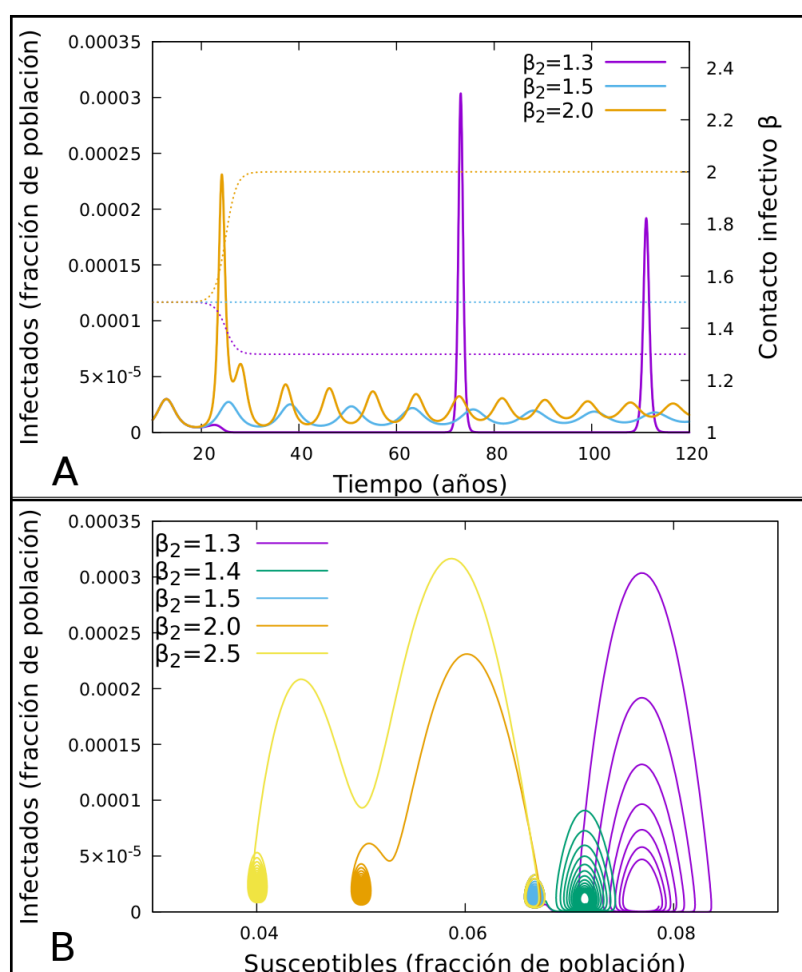 0.00035
0.0003
0.00025
0.0002
0.00015
0.0001
5×10⁻⁵
0
Infectados (fracción de población)
β₂=1.3
β₂=1.5
β₂=2.0
2.4
2.2
2
1.8
1.6
1.4
1.2
1
Contacto infectivo β
20 40 60 80 100 120
Tiempo (años)
A
0.00035
0.0003
0.00025
0.0002
0.00015
0.0001
5×10⁻⁵
0
Infectados (fracción de población)
β₂=1.3
β₂=1.4
β₂=1.5
β₂=2.0
β₂=2.5
0.04 0.06 0.08
Susceptibles (fracción de población)
B